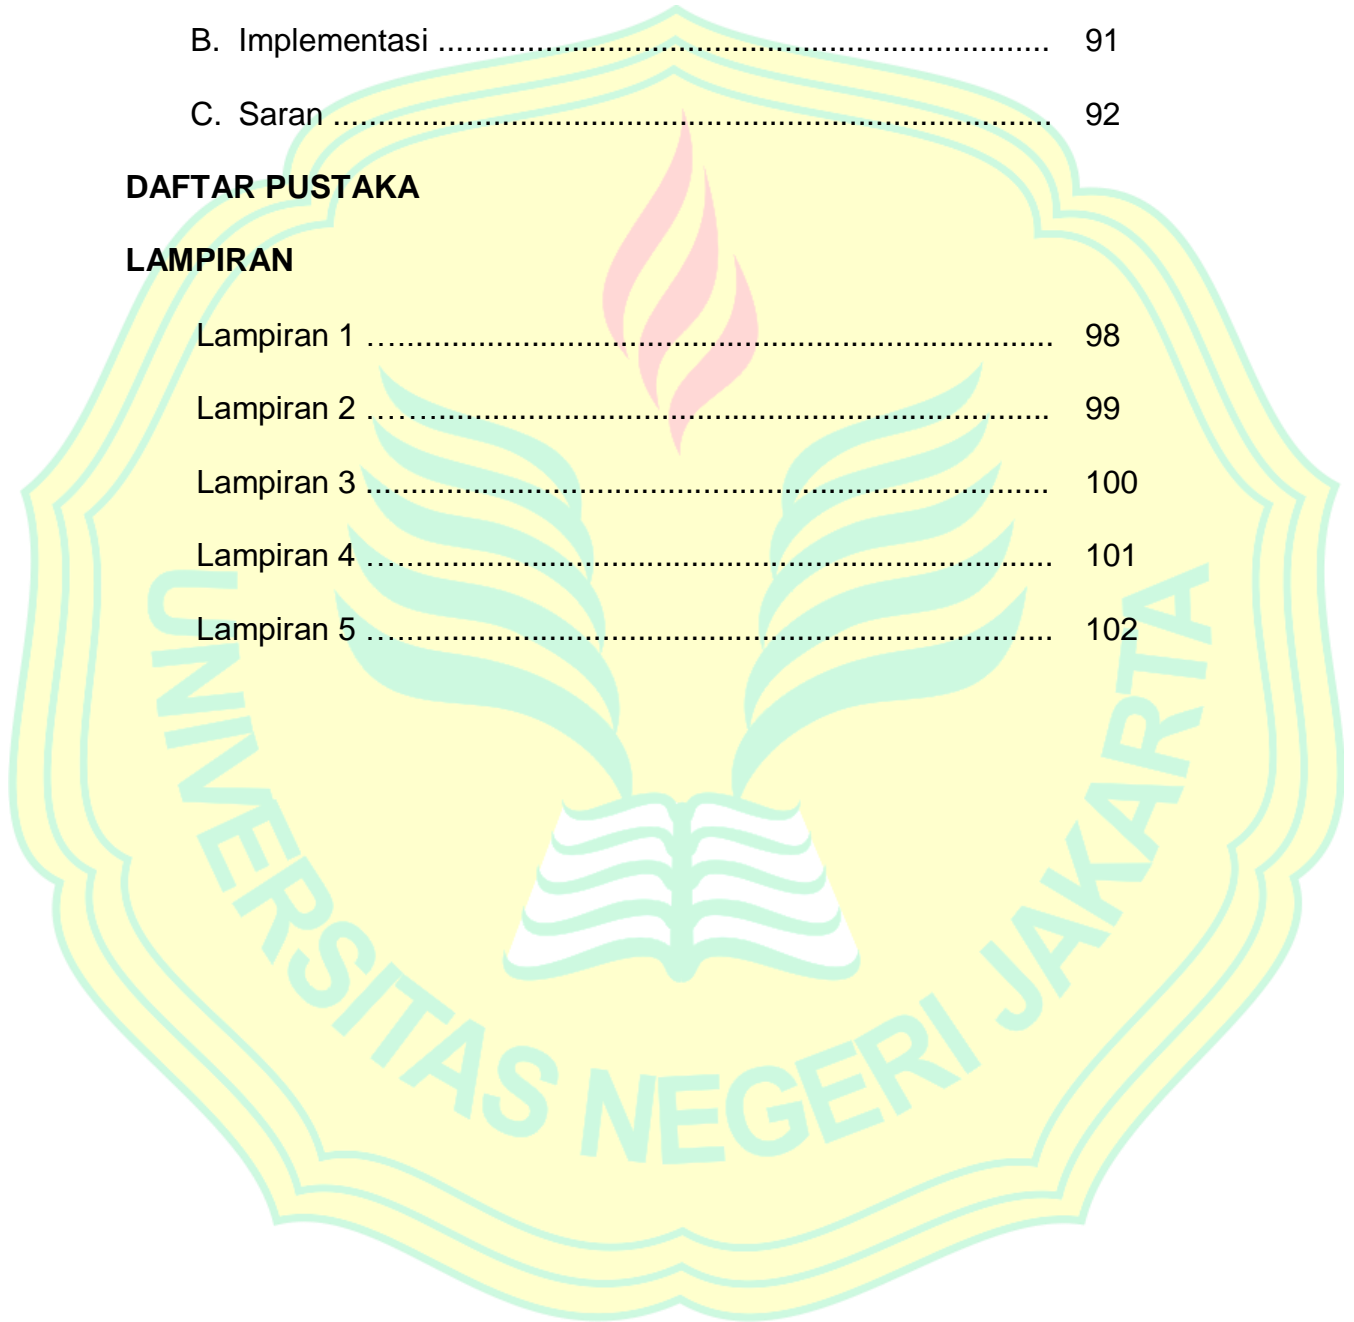 B. Implementasi ..................................................................... 91
C. Saran ................................................................................. 92
DAFTAR PUSTAKA
LAMPIRAN
Lampiran 1 …......................................................................... 98
Lampiran 2 ……..................................................................... 99
Lampiran 3 ............................................................................. 100
Lampiran 4 …......................................................................... 101
Lampiran 5 …......................................................................... 102
UNIVERSITAS NEGERI JAKARTA